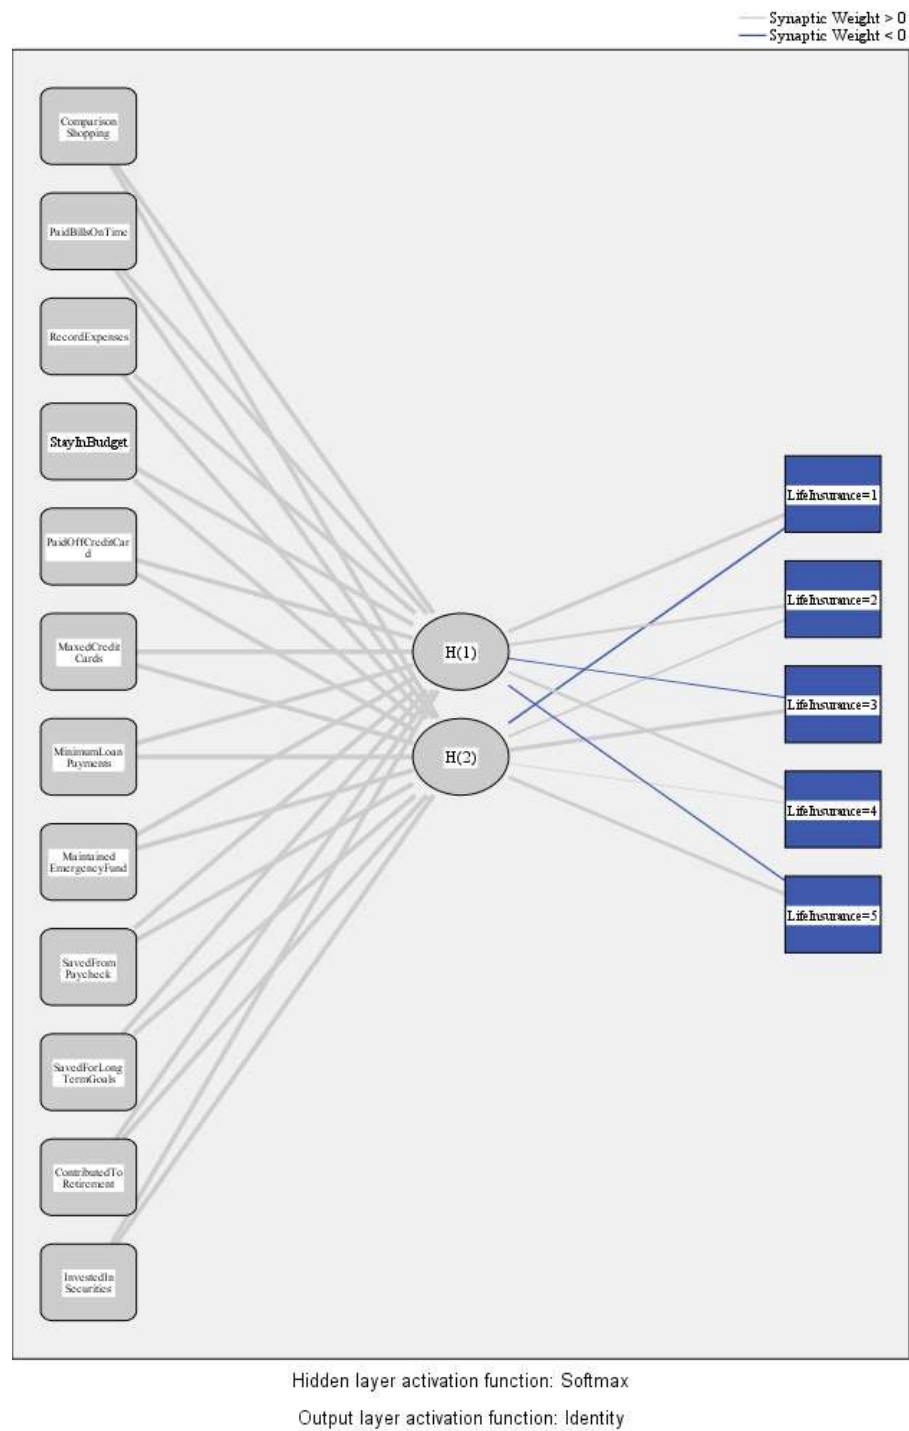 Synaptic Weight > 0
Synaptic Weight < 0
Comparison
Shopping
PaidBillsOnTime
RecordExpenses
StayInBudget
PaidOffCreditCar
d
MaxedCredit
Cards
MinimumLoan
Payments
Maintained
EmergencyFund
SavedFrom
Paycheck
SavedForLong
TermGoals
ContributedTo
Retirement
InvestedIn
Securities
H(1)
H(2)
LifeInsurance=1
LifeInsurance=2
LifeInsurance=3
LifeInsurance=4
LifeInsurance=5
Hidden layer activation function: Softmax
Output layer activation function: Identity